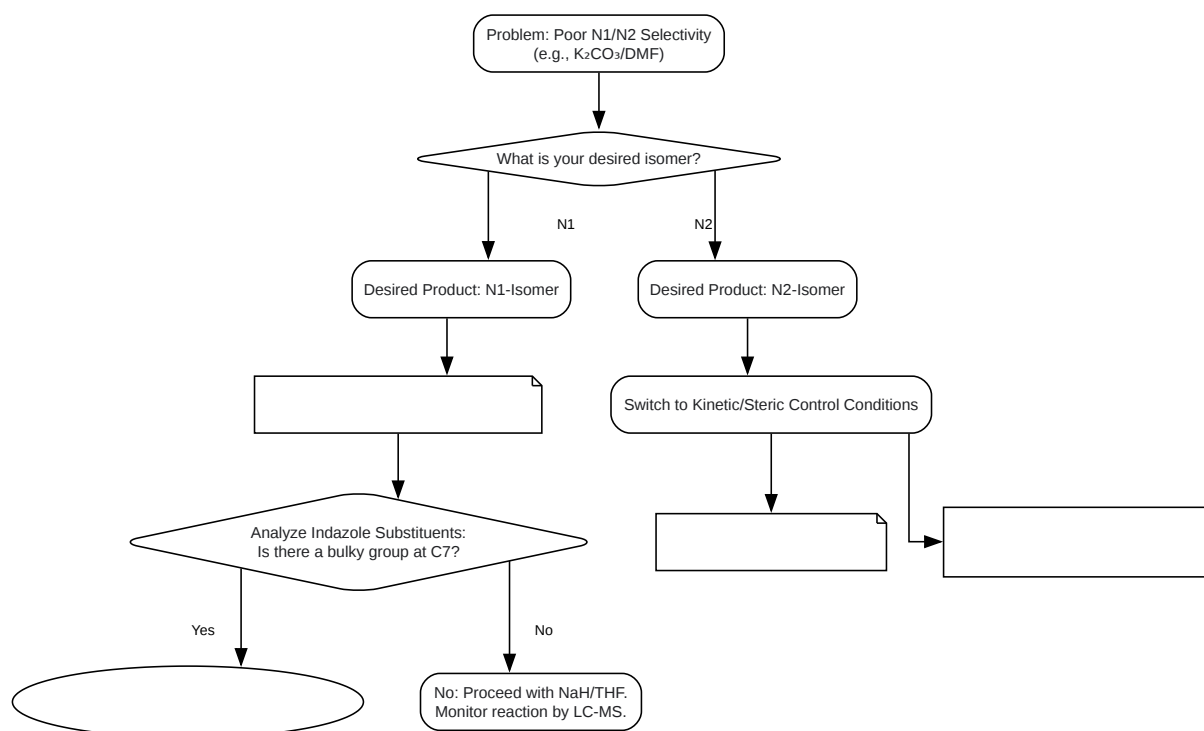 Problem: Poor N1/N2 Selectivity
(e.g., K₂CO₃/DMF)
What is your desired isomer?
N1
N2
Desired Product: N1-Isomer
Desired Product: N2-Isomer
Switch to Kinetic/Steric Control Conditions
Analyze Indazole Substituents:
Is there a bulky group at C7?
Yes
No
No: Proceed with NaH/THF.
Monitor reaction by LC-MS.